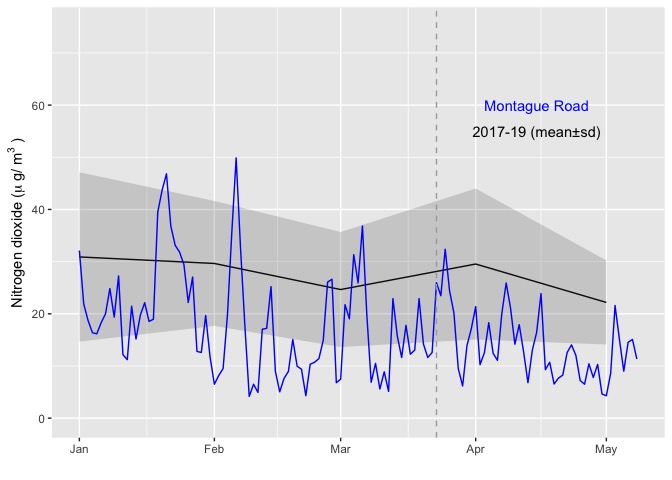 Nitrogen dioxide (μ g/ m³ )
60
40
20
0
Montague Road
2017-19 (mean±sd)
Jan Feb Mar Apr May